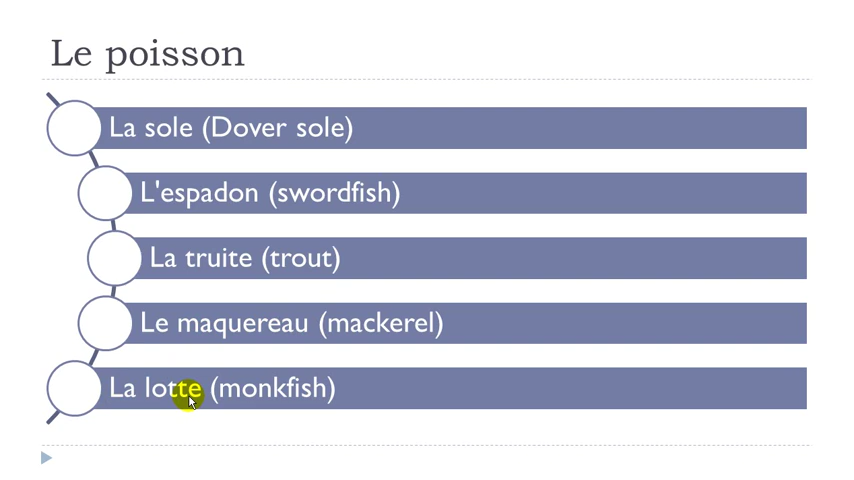 Le poisson
La sole (Dover sole)
L'espadon (swordfish)
La truite (trout)
Le maquereau (mackerel)
La lotte (monkfish)